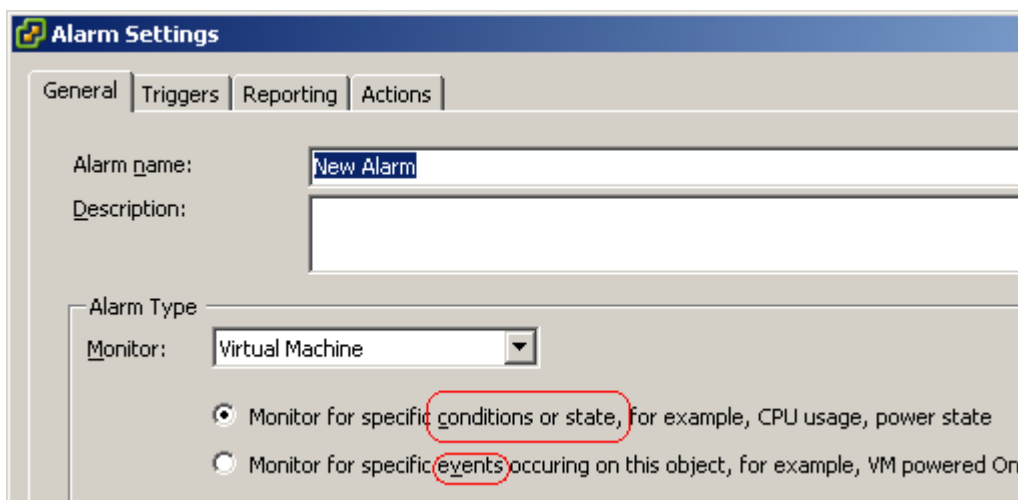 Alarm Settings
General Triggers Reporting Actions
Alarm name: New Alarm
Description:
Alarm Type
Monitor: Virtual Machine
Monitor for specific conditions or state, for example, CPU usage, power state
Monitor for specific events occuring on this object, for example, VM powered On